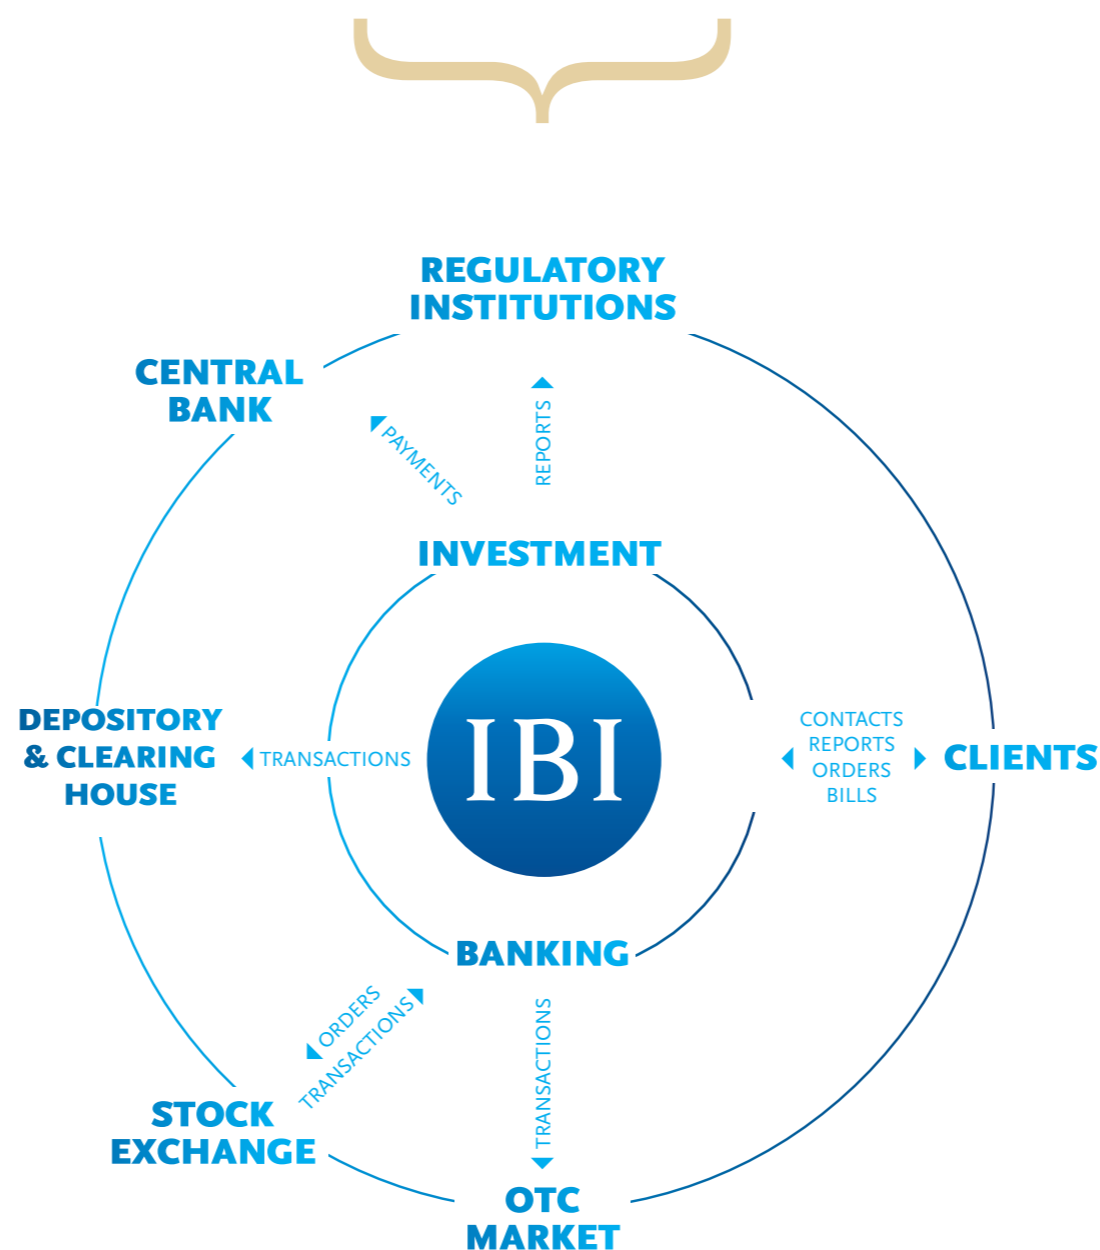 REGULATORY
INSTITUTIONS
CENTRAL
BANK
PAYMENTS
REPORTS
INVESTMENT
DEPOSITORY
& CLEARING
HOUSE
TRANSACTIONS
IBI
CONTACTS
REPORTS
ORDERS
BILLS
CLIENTS
BANKING
ORDERS
TRANSACTIONS
TRANSACTIONS
STOCK
EXCHANGE
OTC
MARKET